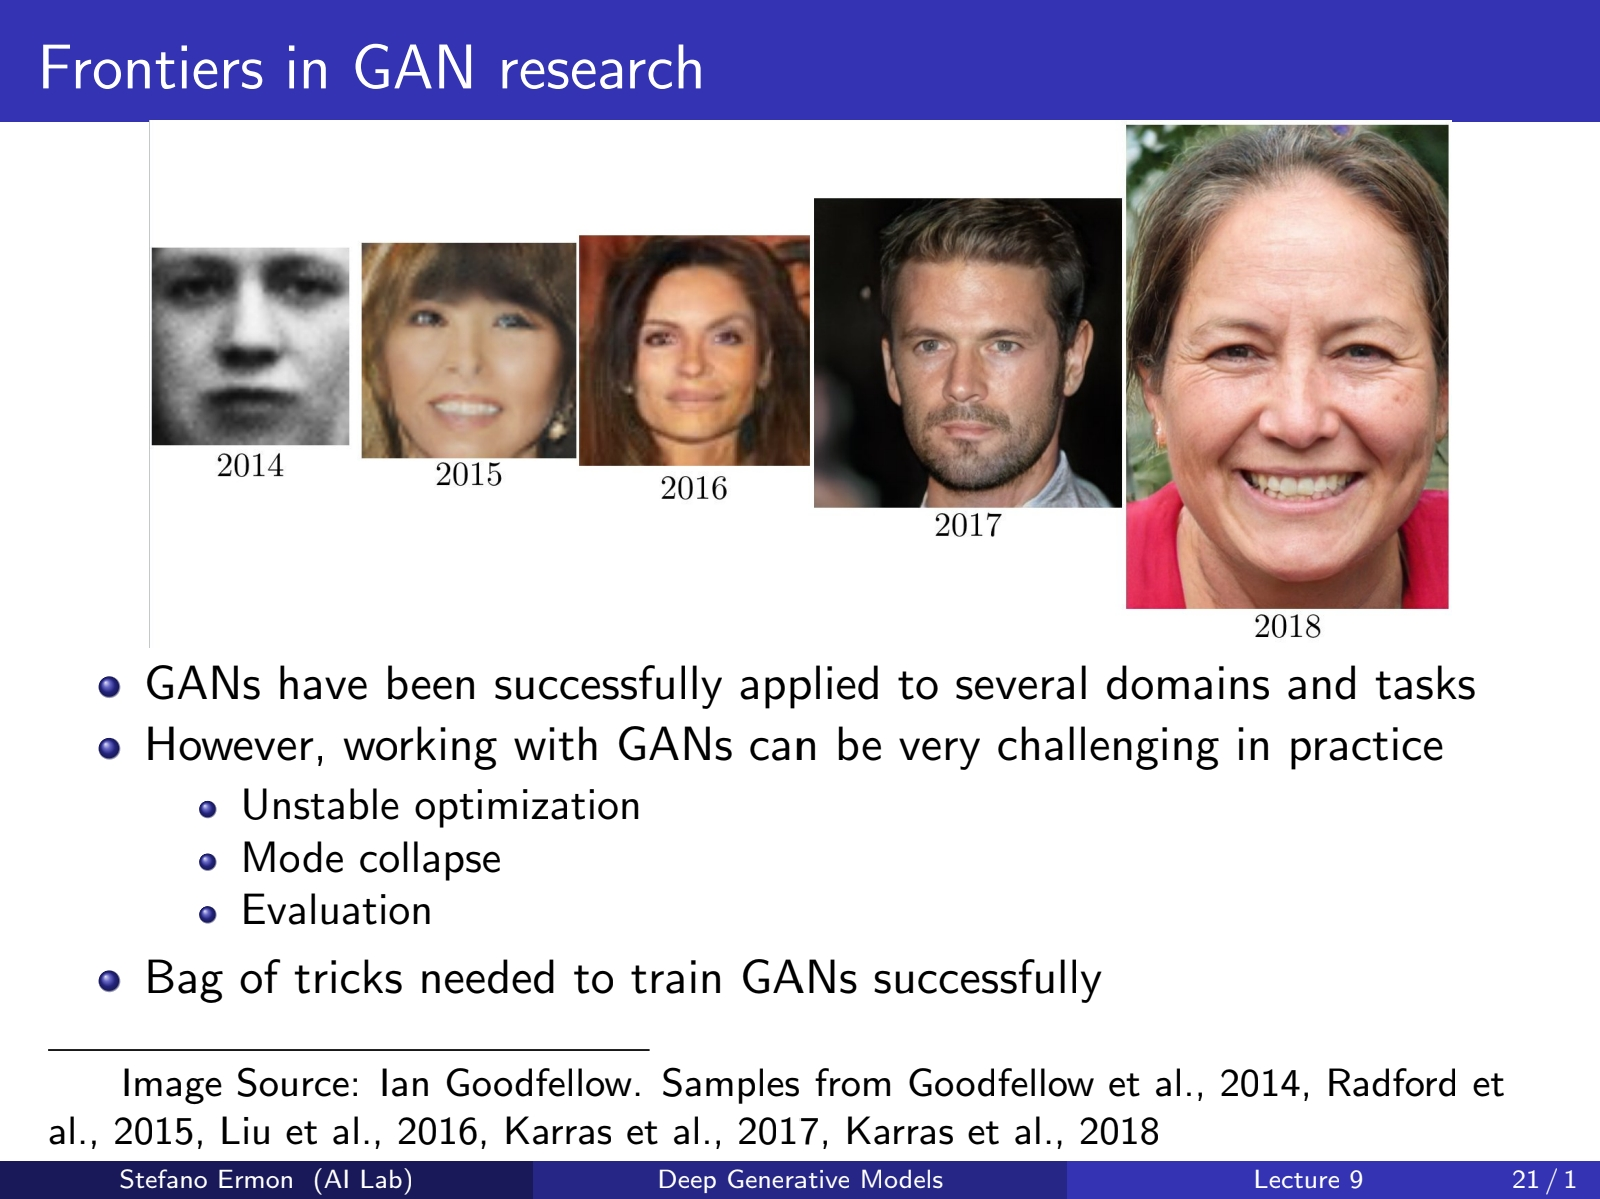 Frontiers in GAN research
2014
2015
2016
2017
2018
GANs have been successfully applied to several domains and tasks
However, working with GANs can be very challenging in practice
Unstable optimization
Mode collapse
Evaluation
Bag of tricks needed to train GANs successfully
Image Source: Ian Goodfellow. Samples from Goodfellow et al., 2014, Radford et
al., 2015, Liu et al., 2016, Karras et al., 2017, Karras et al., 2018
Stefano Ermon (AI Lab) Deep Generative Models Lecture 9 21 / 1